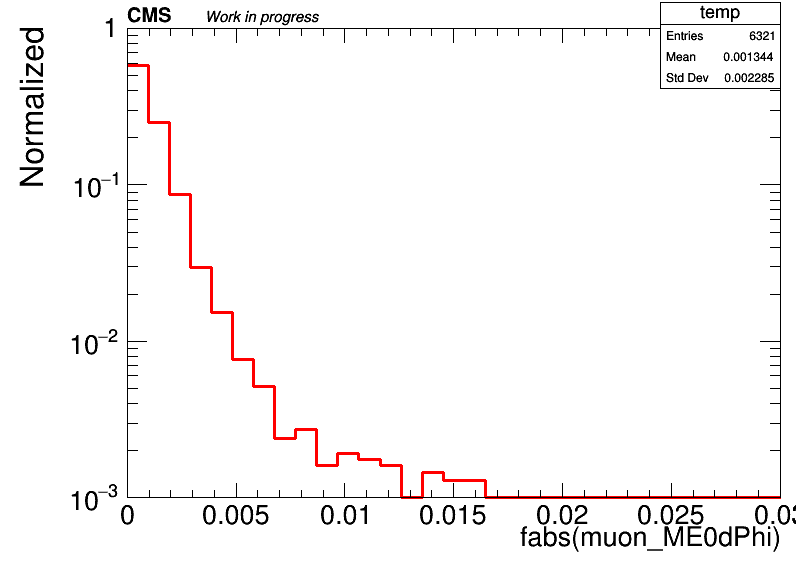 CMS Work in progress
temp
Entries 6321
Mean 0.001344
Std Dev 0.002285
Normalized
1
10⁻¹
10⁻²
10⁻³
0 0.005 0.01 0.015 0.02 0.025 0.03
fabs(muon_ME0dPhi)